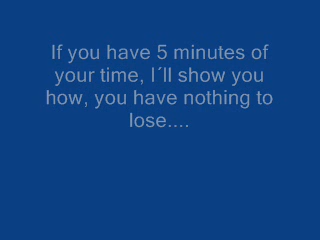 If you have 5 minutes of
your time, I´ll show you
how, you have nothing to
lose....